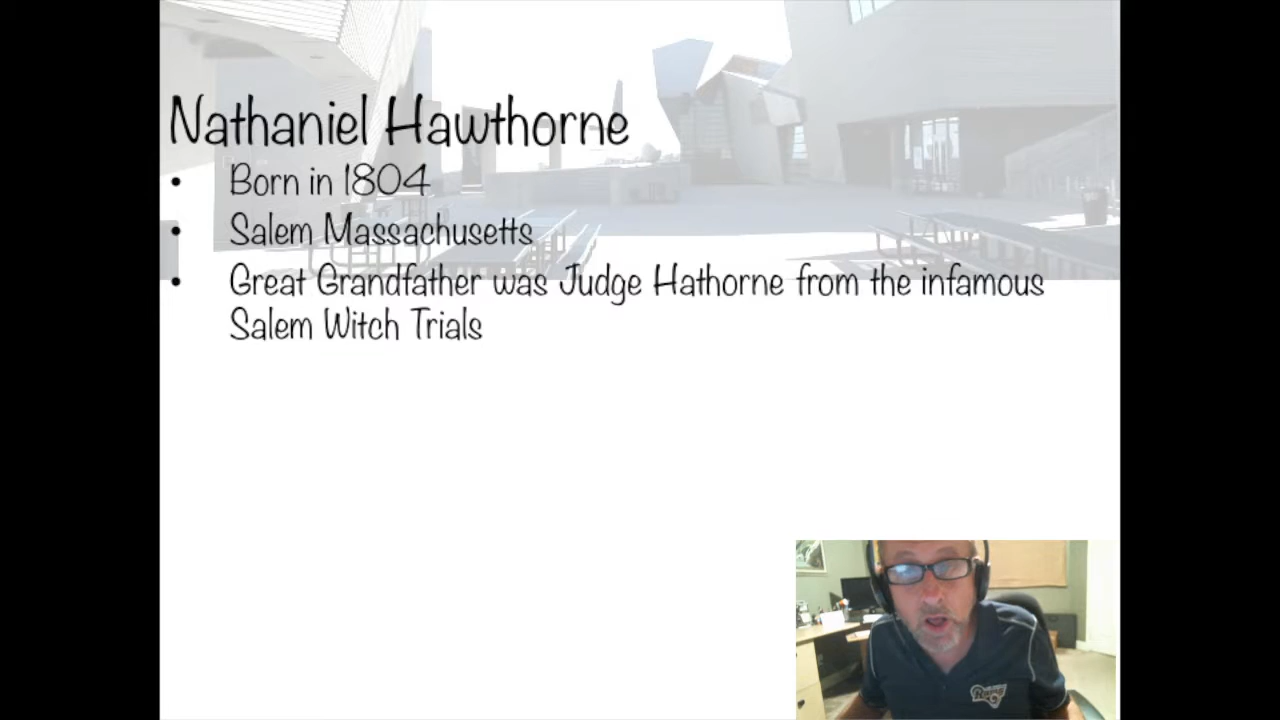 Nathaniel Hawthorne
• Born in 1804
• Salem Massachusetts
• Great Grandfather was Judge Hathorne from the infamous
Salem Witch Trials